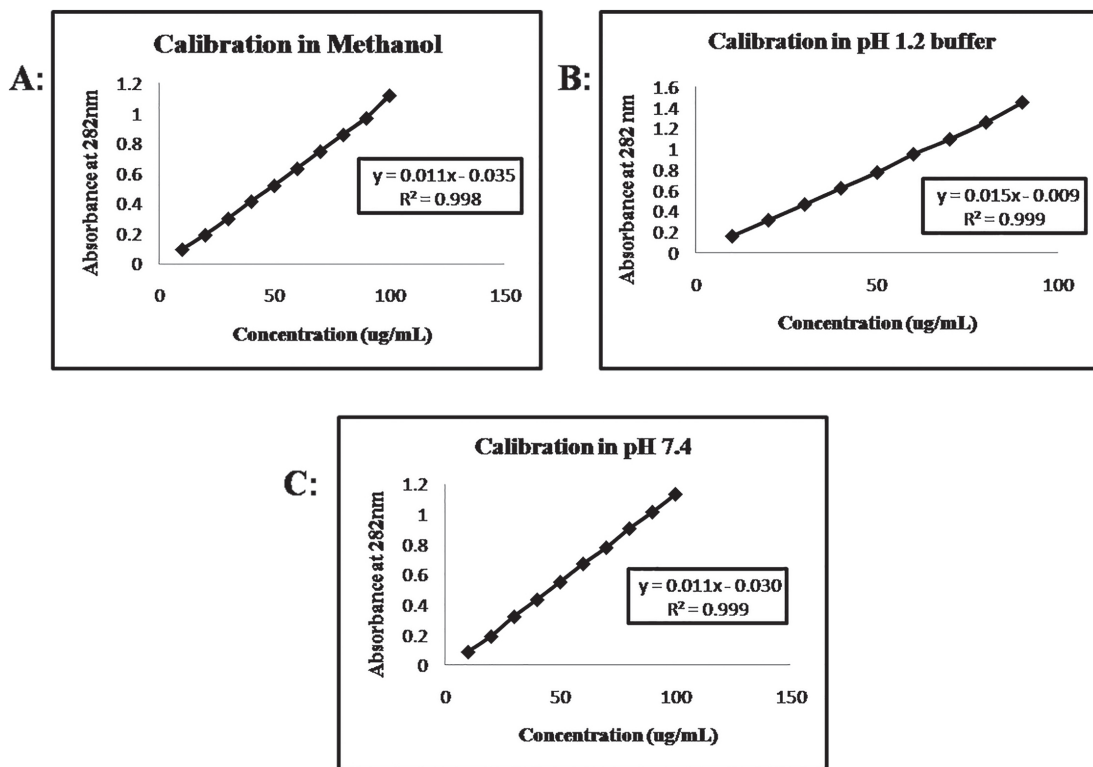 A:
Calibration in Methanol
Absorbance at 282nm
1.2
1
0.8
0.6
0.4
0.2
0
y = 0.011x - 0.035
R² = 0.998
0 50 100 150
Concentration (ug/mL)
B:
Calibration in pH 1.2 buffer
Absorbance at 282 nm
1.6
1.4
1.2
1
0.8
0.6
0.4
0.2
0
y = 0.015x - 0.009
R² = 0.999
0 50 100
Concentration (ug/mL)
C:
Calibration in pH 7.4
Absorbance at 282nm
1.2
1
0.8
0.6
0.4
0.2
0
y = 0.011x - 0.030
R² = 0.999
0 50 100 150
Concentration (ug/mL)